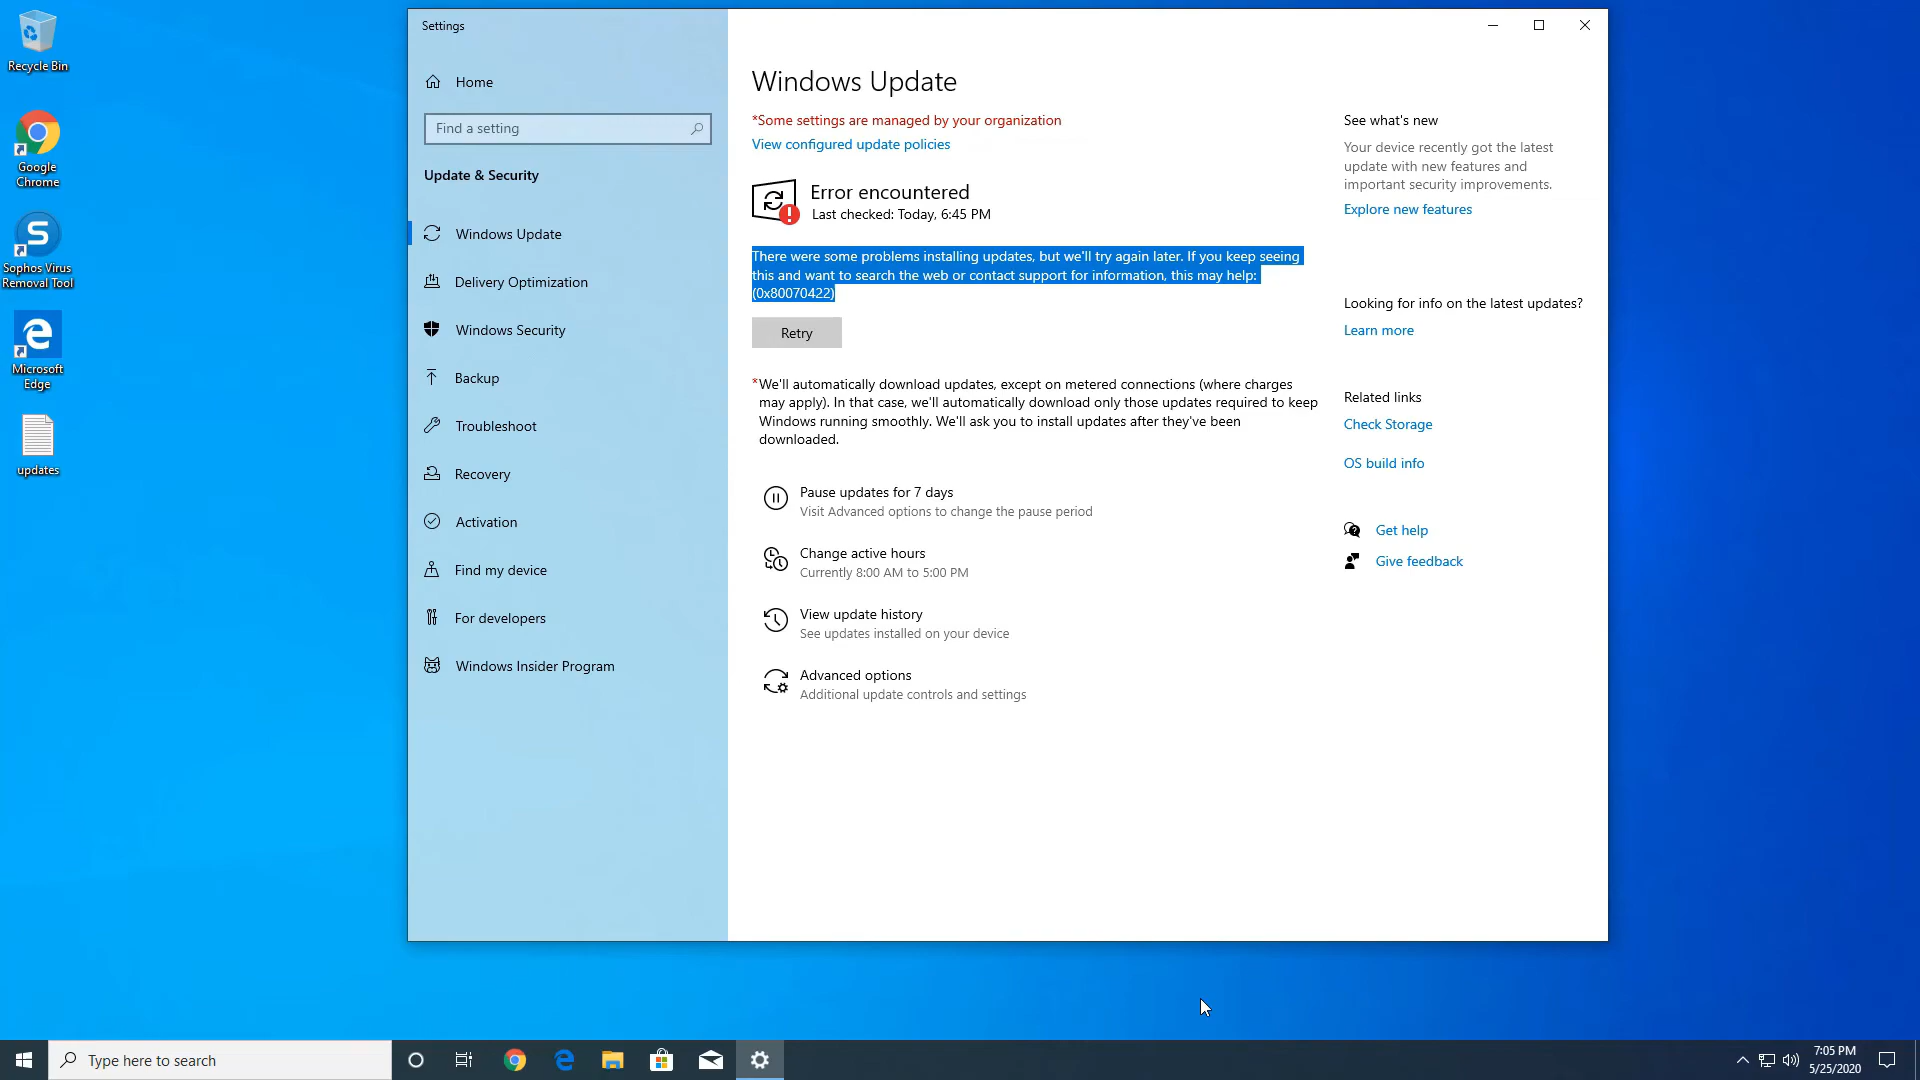 Recycle Bin
Google
Chrome
Sophos Virus
Removal Tool
Microsoft
Edge
updates
Settings
Home
Find a setting
Update & Security
Windows Update
Delivery Optimization
Windows Security
Backup
Troubleshoot
Recovery
Activation
Find my device
For developers
Windows Insider Program
Windows Update
*Some settings are managed by your organization
View configured update policies
Error encountered
Last checked: Today, 6:45 PM
There were some problems installing updates, but we'll try again later. If you keep seeing
this and want to search the web or contact support for information, this may help:
(0x80070422)
Retry
*We'll automatically download updates, except on metered connections (where charges
may apply). In that case, we'll automatically download only those updates required to keep
Windows running smoothly. We'll ask you to install updates after they've been
downloaded.
Pause updates for 7 days
Visit Advanced options to change the pause period
Change active hours
Currently 8:00 AM to 5:00 PM
View update history
See updates installed on your device
Advanced options
Additional update controls and settings
See what's new
Your device recently got the latest
update with new features and
important security improvements.
Explore new features
Looking for info on the latest updates?
Learn more
Related links
Check Storage
OS build info
Get help
Give feedback
Type here to search
7:05 PM
5/25/2020